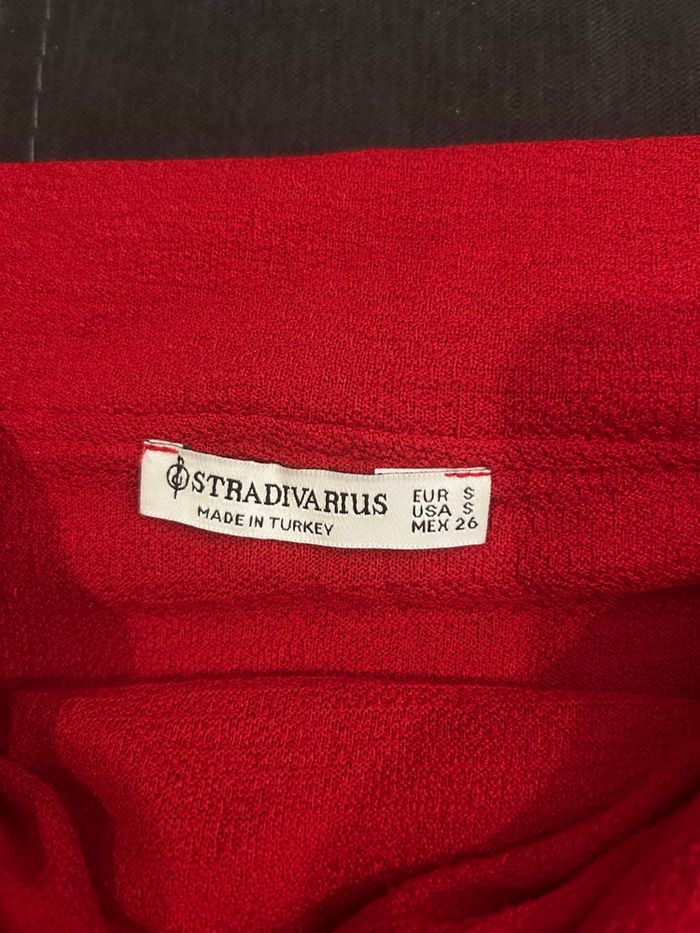 STRADIVARIUS
MADE IN TURKEY
EUR S
USA S
MEX 26